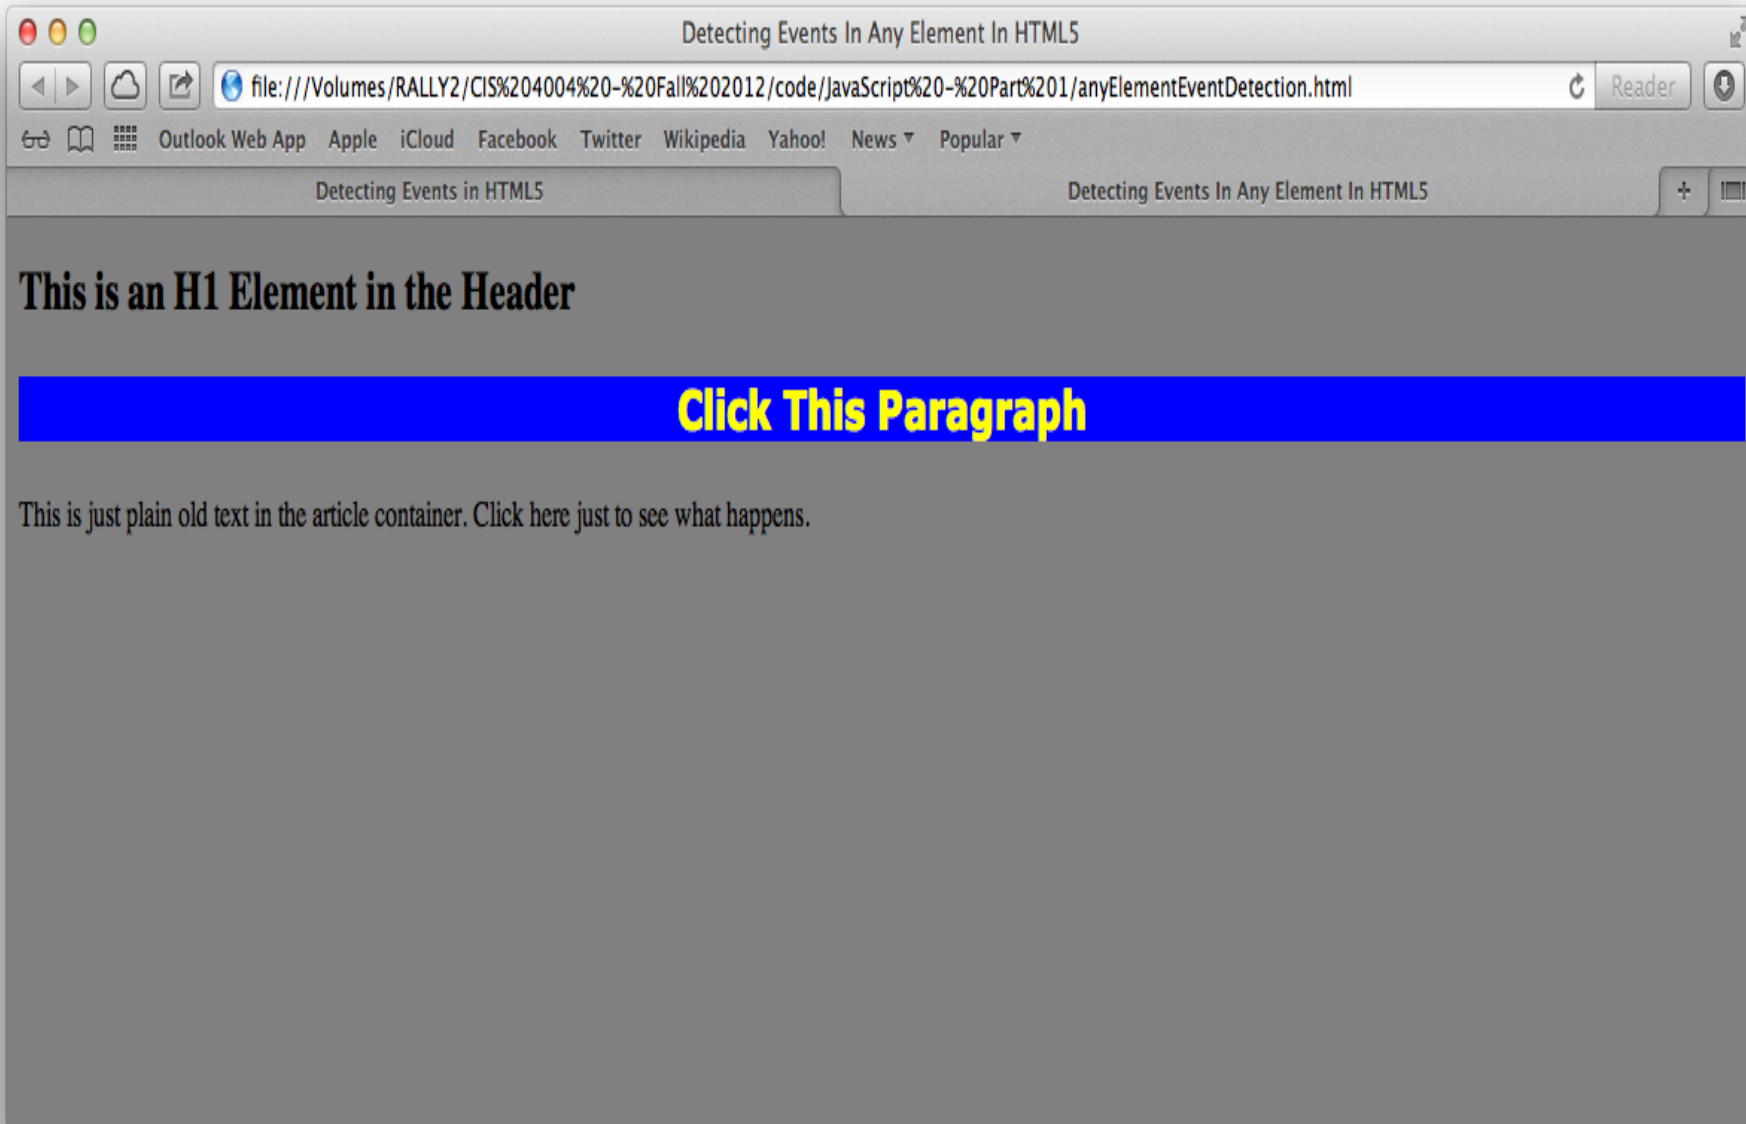 Detecting Events In Any Element In HTML5
file:///Volumes/RALLY2/CIS%204004%20-%20Fall%202012/code/JavaScript%20-%20Part%201/anyElementEventDetection.html
Reader
Outlook Web App Apple iCloud Facebook Twitter Wikipedia Yahoo! News Popular
Detecting Events in HTML5 Detecting Events In Any Element In HTML5
This is an H1 Element in the Header
Click This Paragraph
This is just plain old text in the article container. Click here just to see what happens.